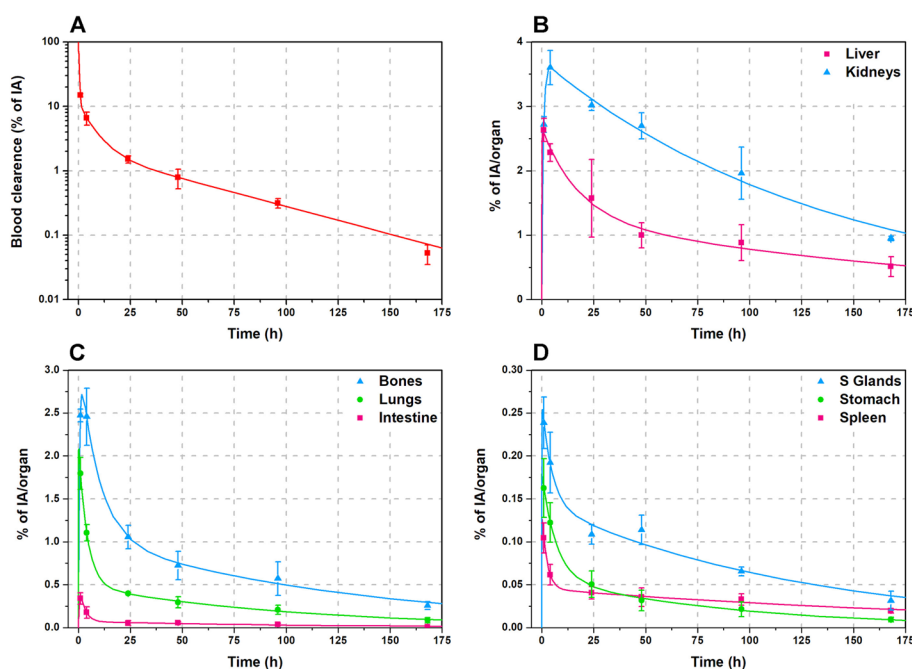 A
B
100
10
1
0.1
0.01
Blood clearence (% of IA)
0 25 50 75 100 125 150 175
Time (h)
4
3
2
1
0
% of IA/organ
Liver
Kidneys
0 25 50 75 100 125 150 175
Time (h)
C
D
3.0
2.5
2.0
1.5
1.0
0.5
0.0
% of IA/organ
Bones
Lungs
Intestine
0 25 50 75 100 125 150 175
Time (h)
0.30
0.25
0.20
0.15
0.10
0.05
0.00
% of IA/organ
S Glands
Stomach
Spleen
0 25 50 75 100 125 150 175
Time (h)